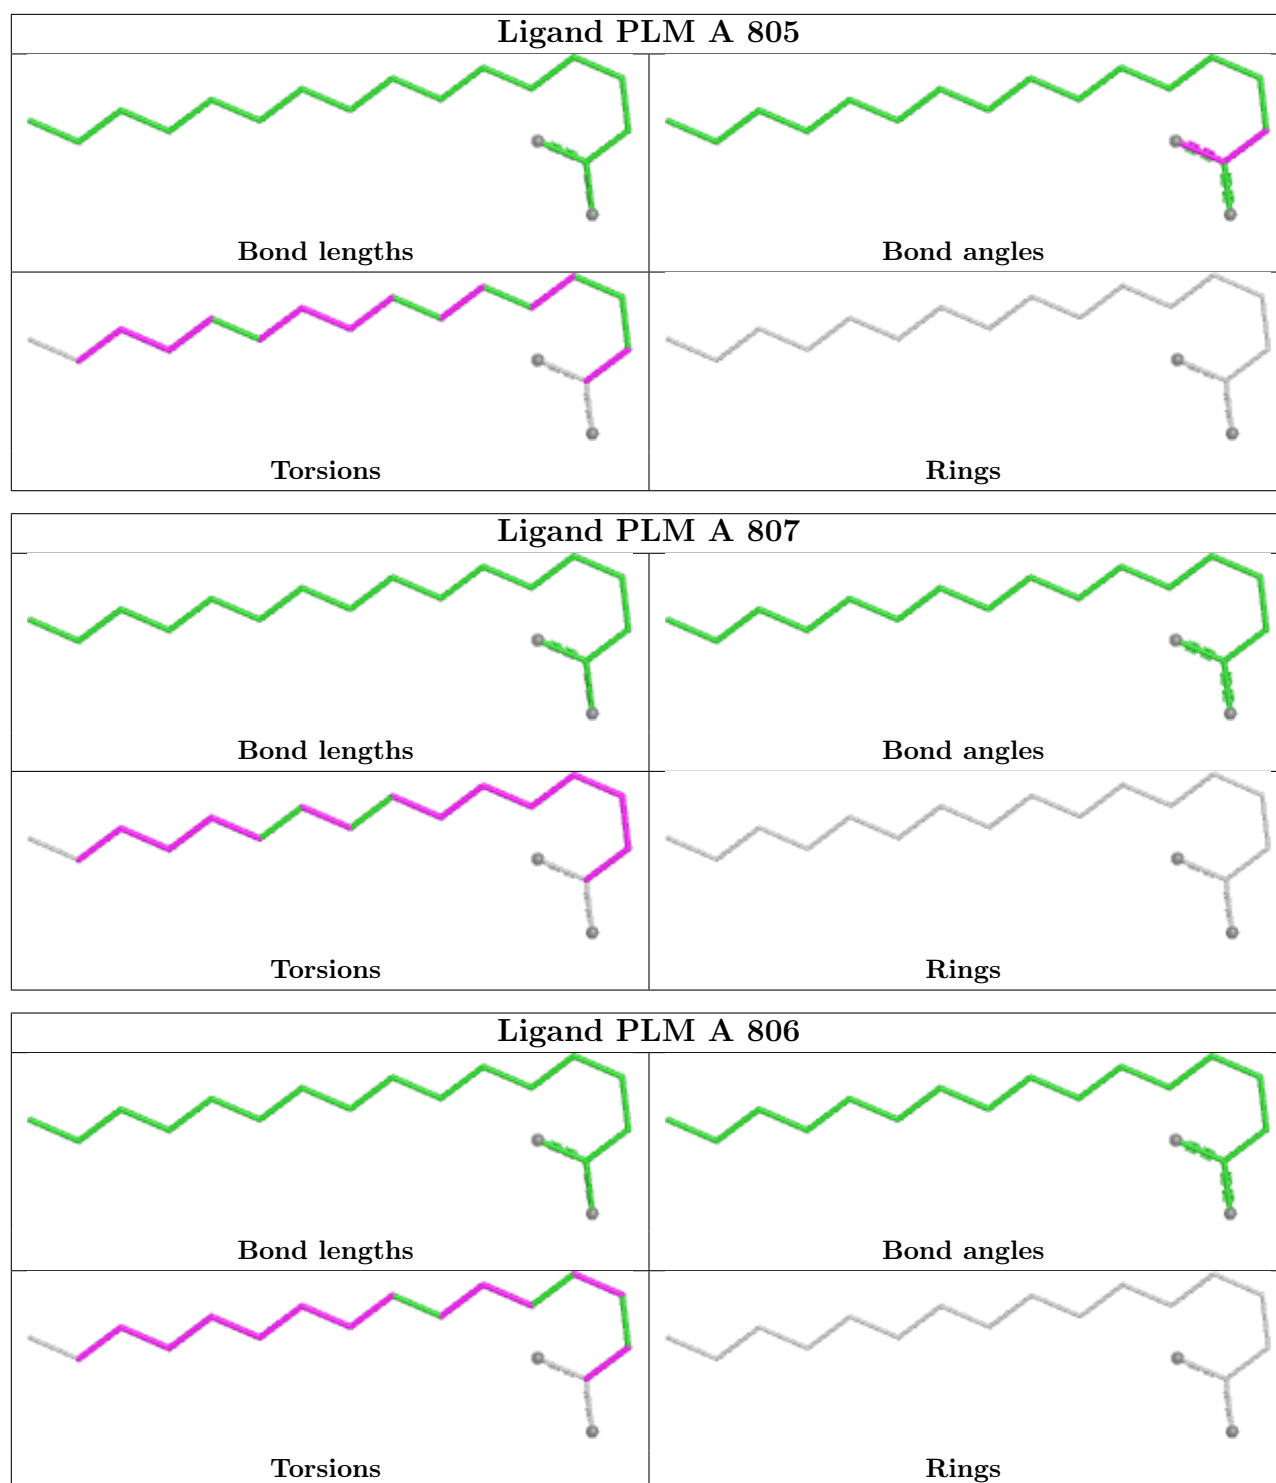 Ligand PLM A 805
Bond lengths
Bond angles
Torsions
Rings
Ligand PLM A 807
Bond lengths
Bond angles
Torsions
Rings
Ligand PLM A 806
Bond lengths
Bond angles
Torsions
Rings